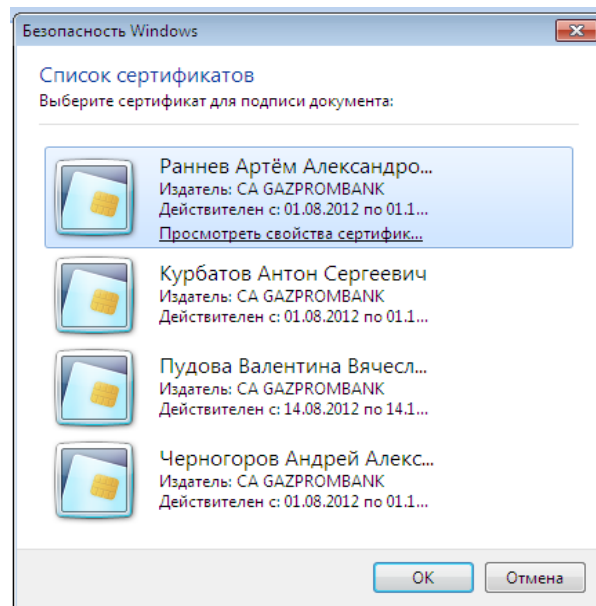 Безопасность Windows
Список сертификатов
Выберите сертификат для подписи документа:
Раннев Артём Александро...
Издатель: CA GAZPROMBANK
Действителен с: 01.08.2012 по 01.1...
Просмотреть свойства сертифик...
Курбатов Антон Сергеевич
Издатель: CA GAZPROMBANK
Действителен с: 01.08.2012 по 01.1...
Пудова Валентина Вячесл...
Издатель: CA GAZPROMBANK
Действителен с: 14.08.2012 по 14.1...
Черногоров Андрей Алекс...
Издатель: CA GAZPROMBANK
Действителен с: 01.08.2012 по 01.1...
ОК Отмена